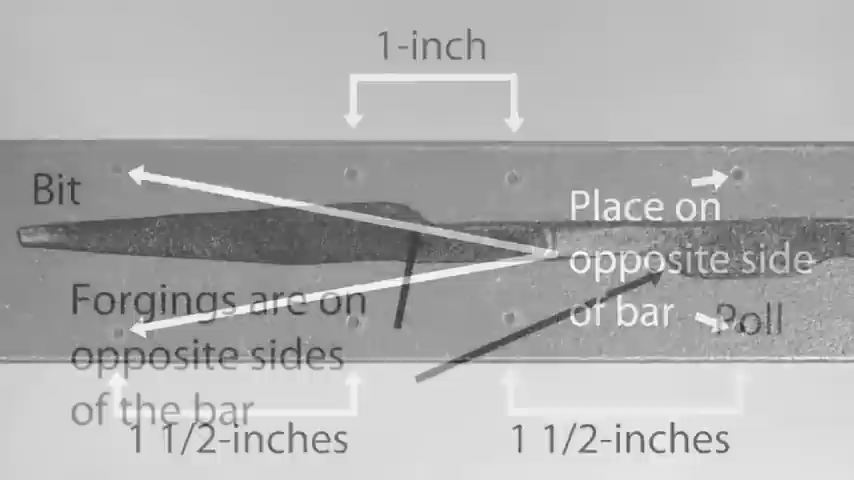 1-inch
Bit
Place on
opposite side
of bar
Forgings are on
opposite sides
of the bar
Poll
1 1/2-inches
1 1/2-inches